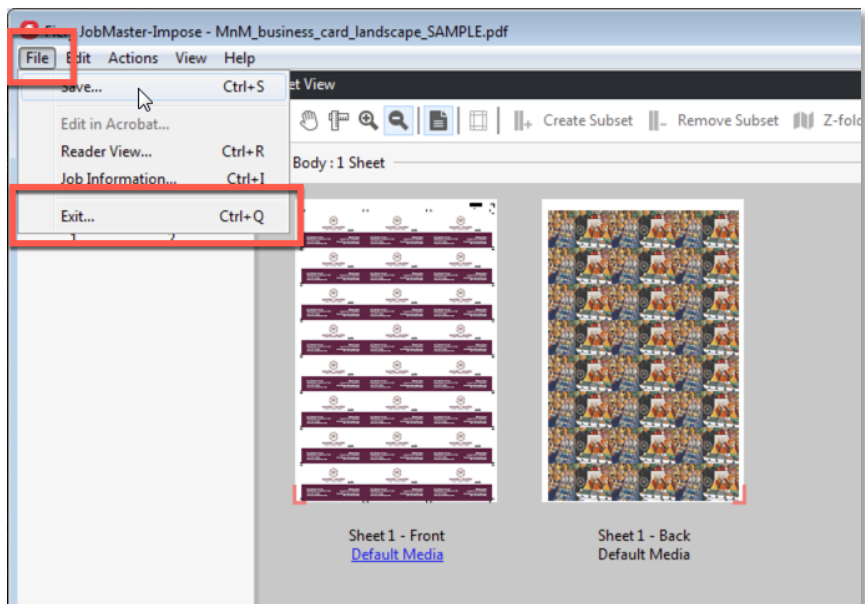 JobMaster-Impose - MnM_business_card_landscape_SAMPLE.pdf
File Edit Actions View Help
Save... Ctrl+S
et View
Edit in Acrobat...
Create Subset Remove Subset Z-fold
Reader View... Ctrl+R
Body : 1 Sheet
Job Information... Ctrl+I
Exit... Ctrl+Q
1 2
Sheet 1 - Front Sheet 1 - Back
Default Media Default Media